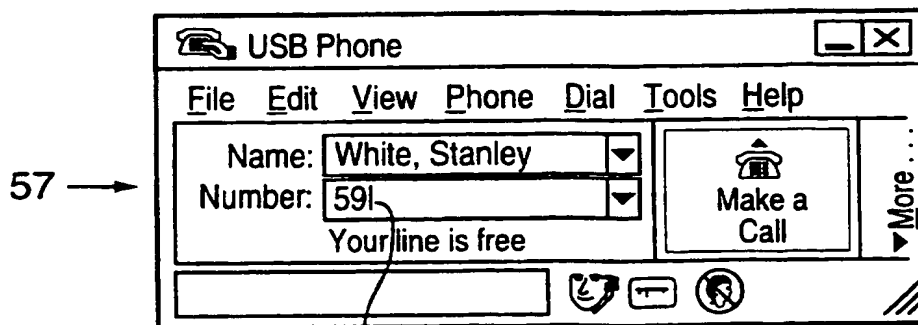 USB Phone
File Edit View Phone Dial Tools Help
Name: White, Stanley
57 Number: 59
Your line is free
Make a
Call
More...